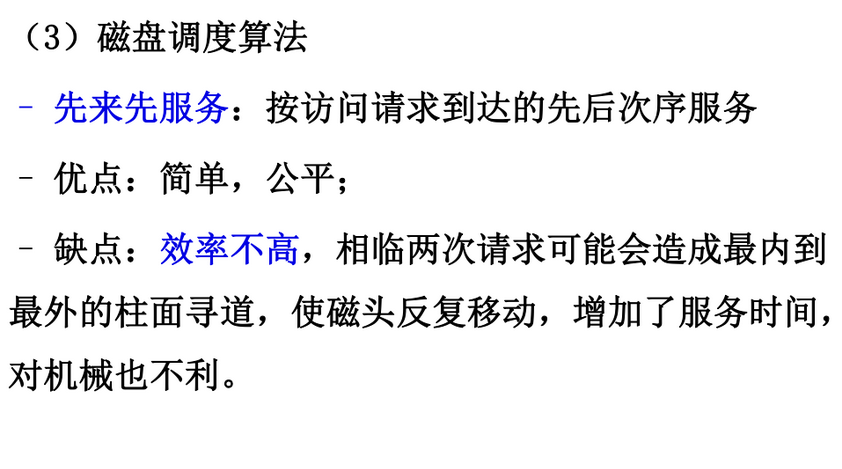 （3）磁盘调度算法
– 先来先服务：按访问请求到达的先后次序服务
– 优点：简单，公平；
– 缺点：效率不高，相临两次请求可能会造成最内到
最外的柱面寻道，使磁头反复移动，增加了服务时间，
对机械也不利。